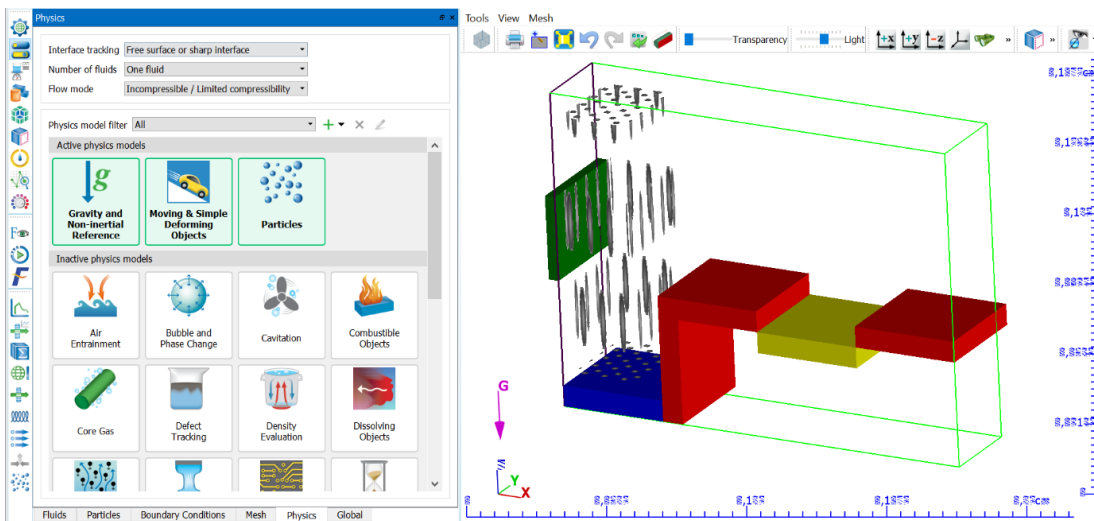 Physics
Interface tracking Free surface or sharp interface
Number of fluids One fluid
Flow mode Incompressible / Limited compressibility
Physics model filter All
Active physics models
g
Gravity and
Non-inertial
Reference
Moving & Simple
Deforming
Objects
Particles
Inactive physics models
Air
Entrainment
Bubble and
Phase Change
Cavitation
Combustible
Objects
Core Gas
Defect
Tracking
Density
Evaluation
Dissolving
Objects
Fluids Particles Boundary Conditions Mesh Physics Global
Tools View Mesh
Transparency Light +x +y -z »
»
G
Y
X